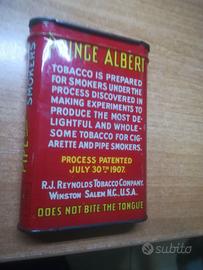 PRINCE ALBERT
TOBACCO IS PREPARED
FOR SMOKERS UNDER THE
PROCESS DISCOVERED IN
MAKING EXPERIMENTS TO
PRODUCE THE MOST DE-
LIGHTFUL AND WHOLE-
SOME TOBACCO FOR CIG-
ARETTE AND PIPE SMOKERS.
PROCESS PATENTED
JULY 30TH 1907.
R.J. REYNOLDS TOBACCO COMPANY.
WINSTON SALEM N.C., U.S.A.
DOES NOT BITE THE TONGUE
SMOKERS
subito